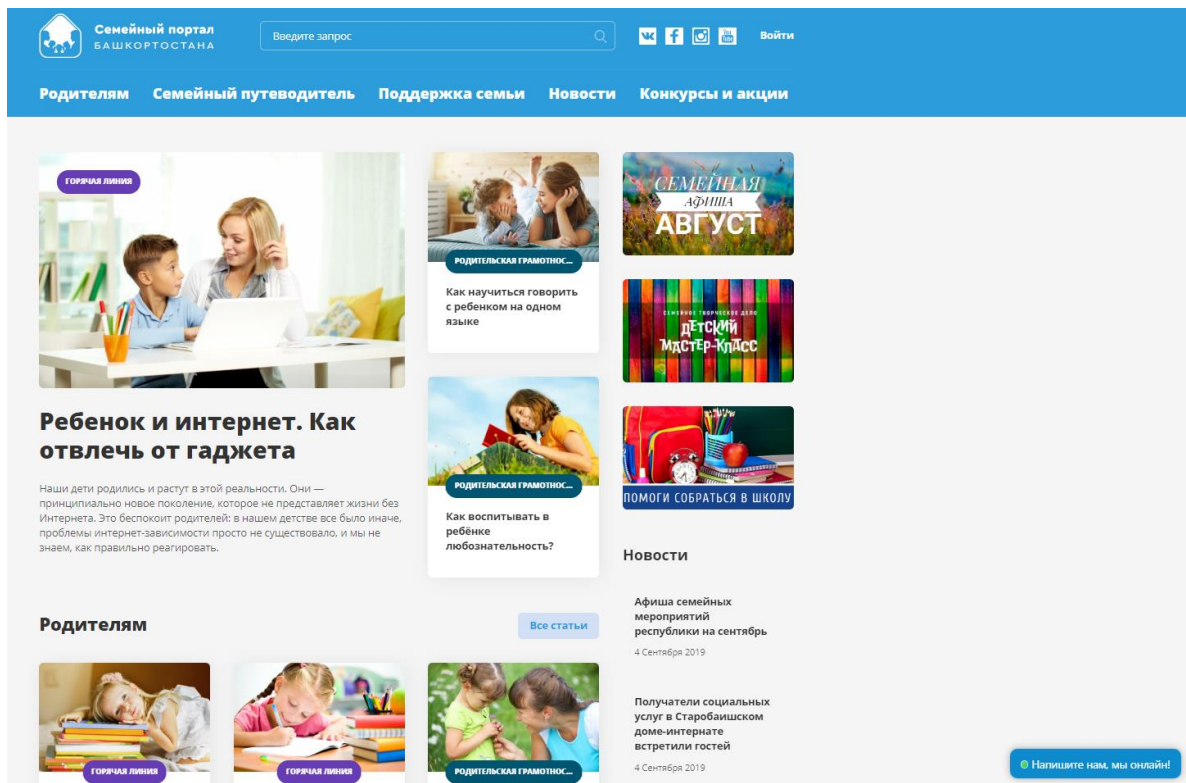 Семейный портал
БАШКОРТОСТАНА
Введите запрос
Войти
Родителям
Семейный путеводитель
Поддержка семьи
Новости
Конкурсы и акции
ГОРЯЧАЯ ЛИНИЯ
Ребенок и интернет. Как
отвлечь от гаджета
Наши дети родились и растут в этой реальности. Они —
принципиально новое поколение, которое не представляет жизни без
Интернета. Это беспокоит родителей: в нашем детстве все было иначе,
проблемы интернет-зависимости просто не существовало, и мы не
знаем, как правильно реагировать.
РОДИТЕЛЬСКАЯ ГРАМОТНОС...
Как научиться говорить
с ребенком на одном
языке
РОДИТЕЛЬСКАЯ ГРАМОТНОС...
Как воспитывать в
ребёнке
любознательность?
СЕМЕЙНАЯ
АФИША
АВГУСТ
СЕМЕЙНОЕ ТВОРЧЕСКОЕ ДЕЛО
ДЕТСКИЙ
МАСТЕР-КЛАСС
ПОМОГИ СОБРАТЬСЯ В ШКОЛУ
Новости
Афиша семейных
мероприятий
республики на сентябрь
4 Сентября 2019
Получатели социальных
услуг в Старобаишском
доме-интернате
встретили гостей
4 Сентября 2019
Родителям
Все статьи
ГОРЯЧАЯ ЛИНИЯ
ГОРЯЧАЯ ЛИНИЯ
РОДИТЕЛЬСКАЯ ГРАМОТНОС...
Напишите нам, мы онлайн!